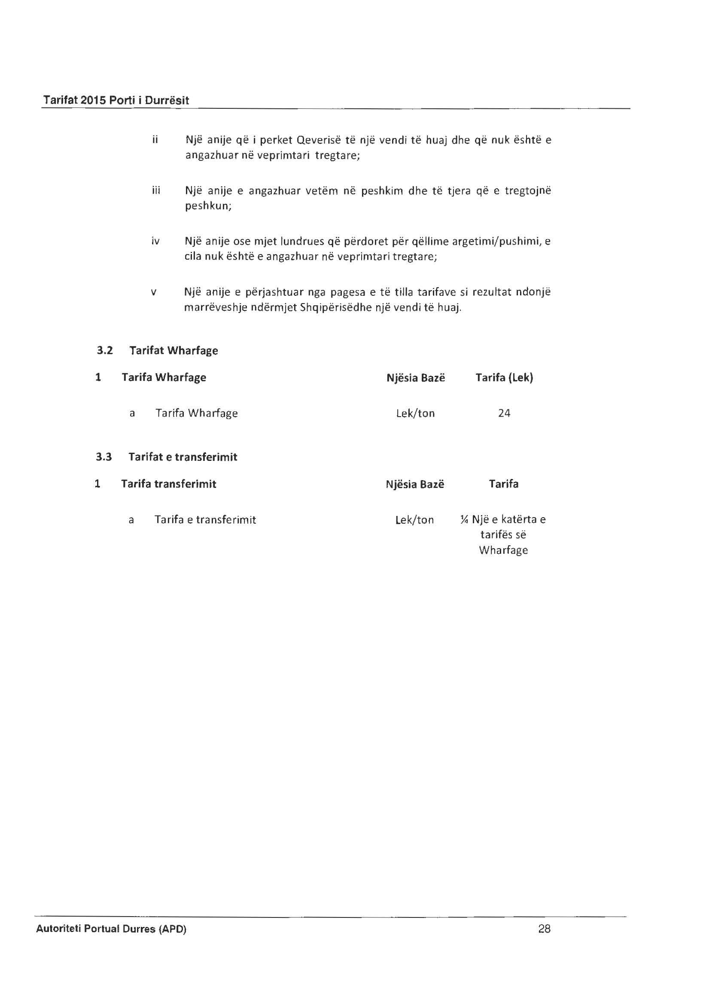 Tarifat 2015 Porti i Durrësit
ii Një anije që i perket Qeverisë të një vendi të huaj dhe që nuk është e
angazhuar në veprimtari tregtare;
iii Një anije e angazhuar vetëm në peshkim dhe të tjera që e tregtojnë
peshkun;
iv Një anije ose mjet lundrues që përdoret për qëllime argetimi/pushimi, e
cila nuk është e angazhuar në veprimtari tregtare;
v Një anije e përjashtuar nga pagesa e të tilla tarifave si rezultat ndonjë
marrëveshje ndërmjet Shqipërisëdhe një vendi të huaj.
3.2 Tarifat Wharfage
1 Tarifa Wharfage Njësia Bazë Tarifa (Lek)
a Tarifa Wharfage Lek/ton 24
3.3 Tarifat e transferimit
1 Tarifa transferimit Njësia Bazë Tarifa
a Tarifa e transferimit Lek/ton ¼ Një e katërta e
tarifës së
Wharfage
Autoriteti Portual Durres (APD) 28